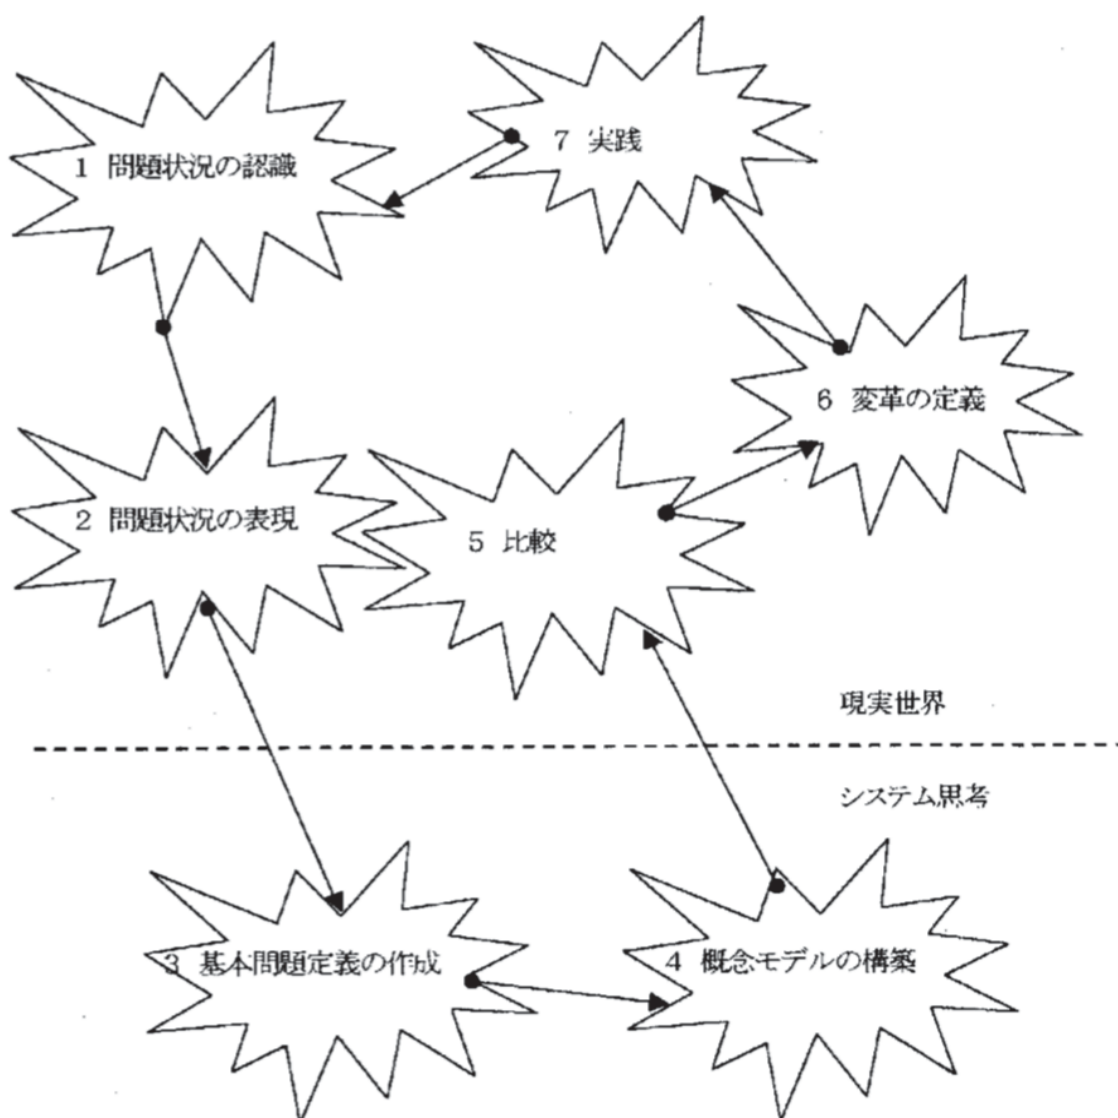 1 問題状況の認識
7 実践
6 変革の定義
2 問題状況の表現
5 比較
現実世界
システム思考
3 基本問題定義の作成
4 概念モデルの構築